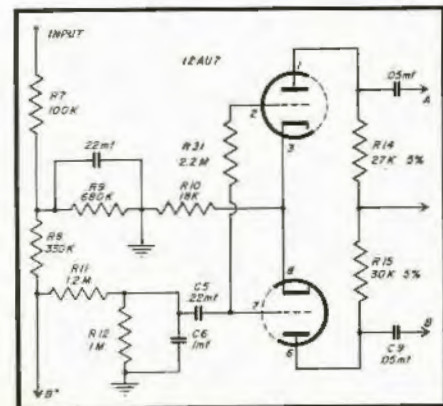 INPUT
12AU7
1
.05mf
A
R7
100K
2
R31
2.2M
3
R14
27K 5%
.22mf
R9
680K
R10
18K
R8
330K
R11
1.2 M
C5
.22mf
7
8
R15
30K 5%
R12
1M
C6
.1mf
6
C9
.05mf
B
B+